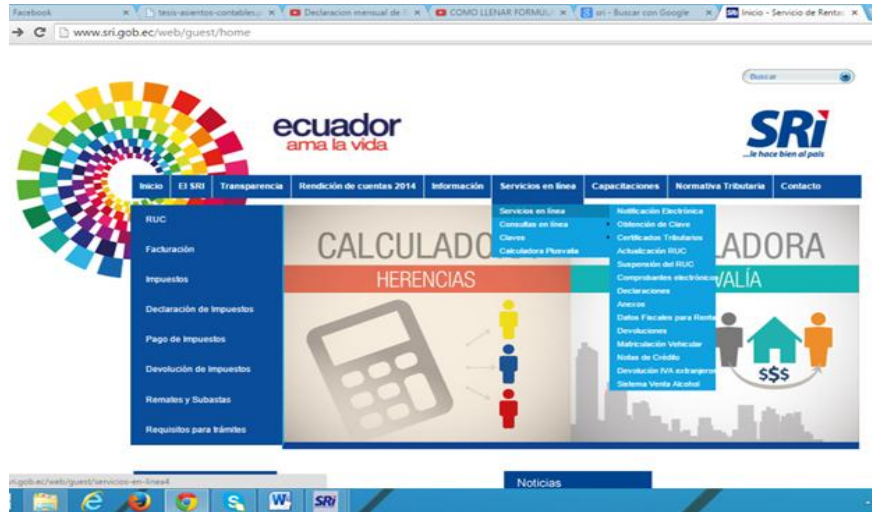 Facebook
tesis-asientos-contables
Declaracion mensual de
COMO LLENAR FORMUL
sri - Buscar con Google
Inicio - Servicio de Rentas
www.sri.gob.ec/web/guest/home
Buscar
ecuador
ama la vida
SRi
...le hace bien al país
Inicio El SRI Transparencia Rendición de cuentas 2014 Información Servicios en línea Capacitaciones Normativa Tributaria Contacto
RUC
Facturación
Impuestos
Declaración de Impuestos
Pago de Impuestos
Devolución de Impuestos
Remates y Subastas
Requisitos para trámites
Servicios en línea
Consultas en línea
Claves
Calculadora Plusvalía
Notificación Electrónica
Obtención de Clave
Certificados Tributarios
Actualización RUC
Suspensión del RUC
Comprobantes electrónicos
Declaraciones
Anexos
Datos Fiscales para Renta
Devoluciones
Matriculación Vehicular
Notas de Crédito
Devolución IVA extranjeros
Sistema Venta Alcohol
CALCULADO
HERENCIAS
LADORA
VALÍA
$$$
Noticias
sri.gob.ec/web/guest/servicios-en-linea4
W
SRi